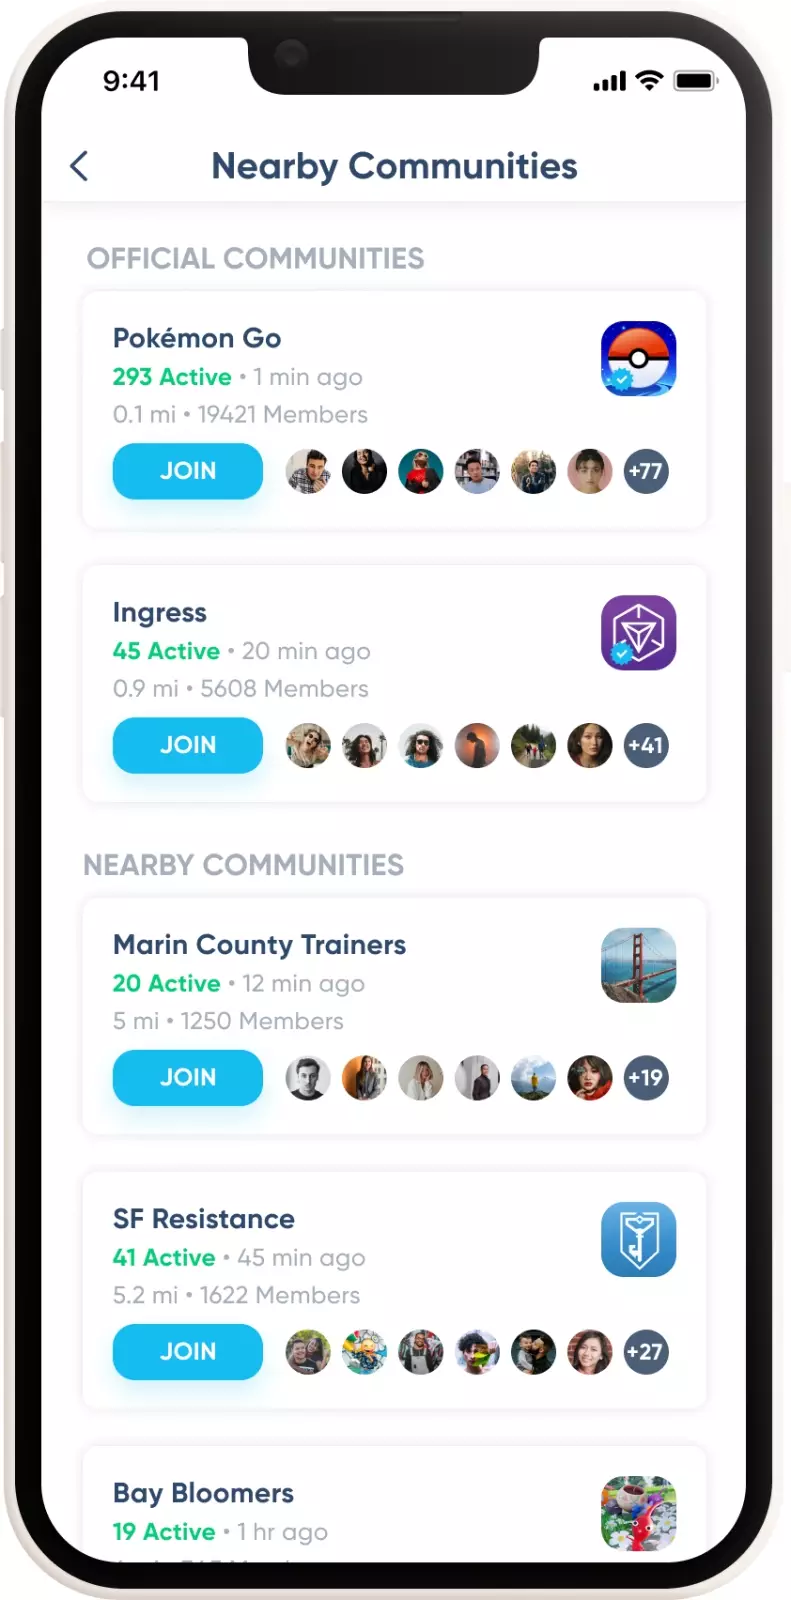 9:41
Nearby Communities
OFFICIAL COMMUNITIES
Pokémon Go
293 Active • 1 min ago
0.1 mi • 19421 Members
JOIN
+77
Ingress
45 Active • 20 min ago
0.9 mi • 5608 Members
JOIN
+41
NEARBY COMMUNITIES
Marin County Trainers
20 Active • 12 min ago
5 mi • 1250 Members
JOIN
+19
SF Resistance
41 Active • 45 min ago
5.2 mi • 1622 Members
JOIN
+27
Bay Bloomers
19 Active • 1 hr ago